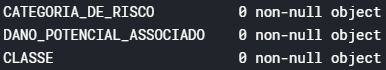 CATEGORIA_DE_RISCO 0 non-null object
DANO_POTENCIAL_ASSOCIADO 0 non-null object
CLASSE 0 non-null object